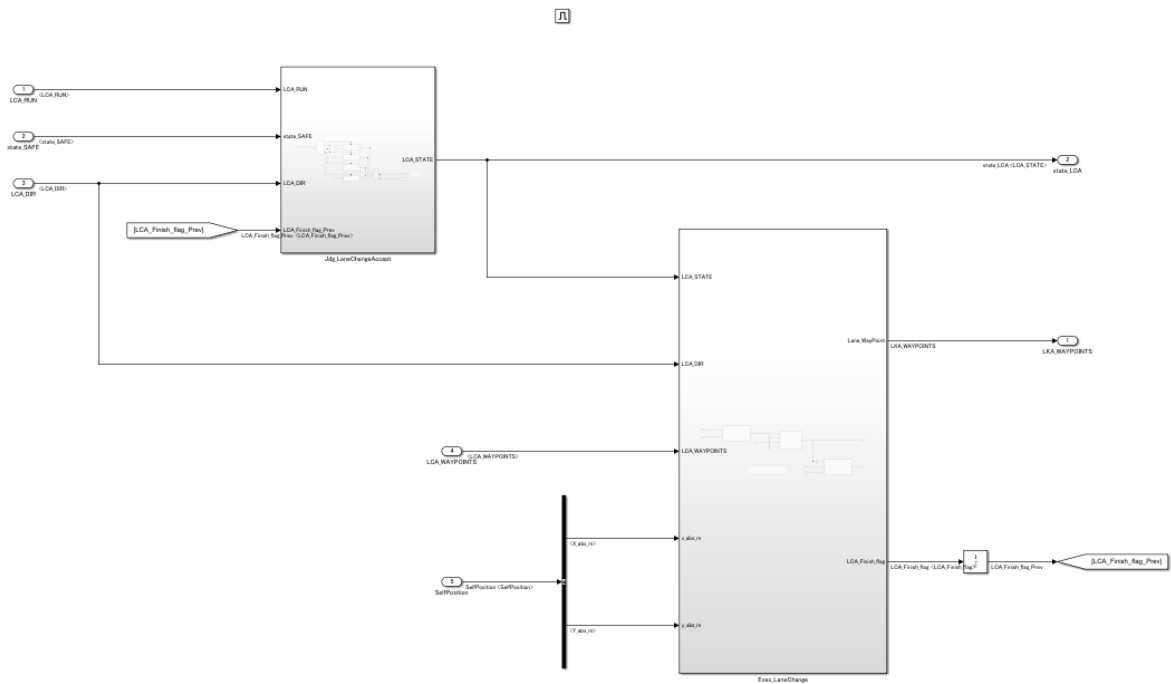 1
<LCA_RUN>
LCA_RUN
LCA_RUN
2
<state_SAFE>
state_SAFE
state_SAFE
3
<LCA_DIR>
LCA_DIR
LCA_DIR
[LCA_Finish_flag_Prev]
LCA_Finish_flag_Prev
LCA_Finish_flag_Prev <LCA_Finish_flag_Prev>
LCA_STATE
Jdg_LaneChangeAccept
state_LCA <LCA_STATE>
2
state_LCA
LCA_STATE
LCA_DIR
Lane_WayPoint
LKA_WAYPOINTS
1
LKA_WAYPOINTS
4
<LCA_WAYPOINTS>
LCA_WAYPOINTS
LCA_WAYPOINTS
<X_abs_m>
x_abs_m
5
SelfPosition <SelfPosition>
SelfPosition
<Y_abs_m>
y_abs_m
LCA_Finish_flag
LCA_Finish_flag <LCA_Finish_flag>
LCA_Finish_flag_Prev
[LCA_Finish_flag_Prev]
Exec_LaneChange